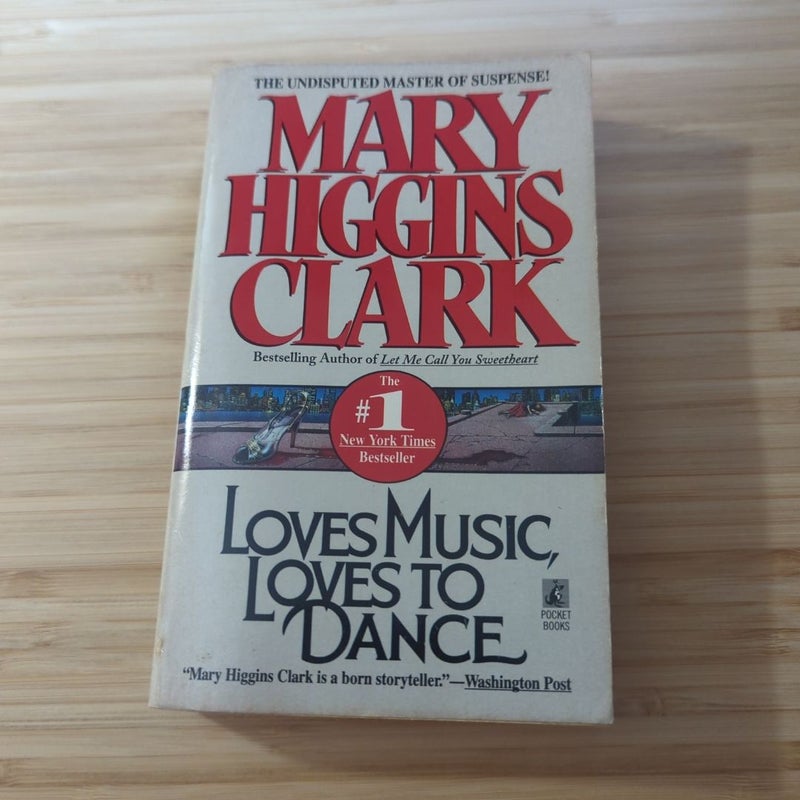 THE UNDISPUTED MASTER OF SUSPENSE!
MARY
HIGGINS
CLARK
Bestselling Author of Let Me Call You Sweetheart
The
#1
New York Times
Bestseller
LOVES MUSIC,
LOVES TO
DANCE
POCKET
BOOKS
“Mary Higgins Clark is a born storyteller.”—Washington Post